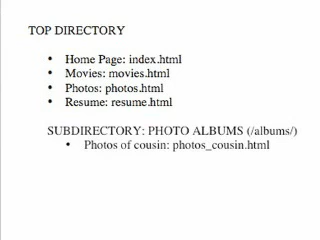 TOP DIRECTORY
• Home Page: index.html
• Movies: movies.html
• Photos: photos.html
• Resume: resume.html
SUBDIRECTORY: PHOTO ALBUMS (/albums/)
• Photos of cousin: photos_cousin.html